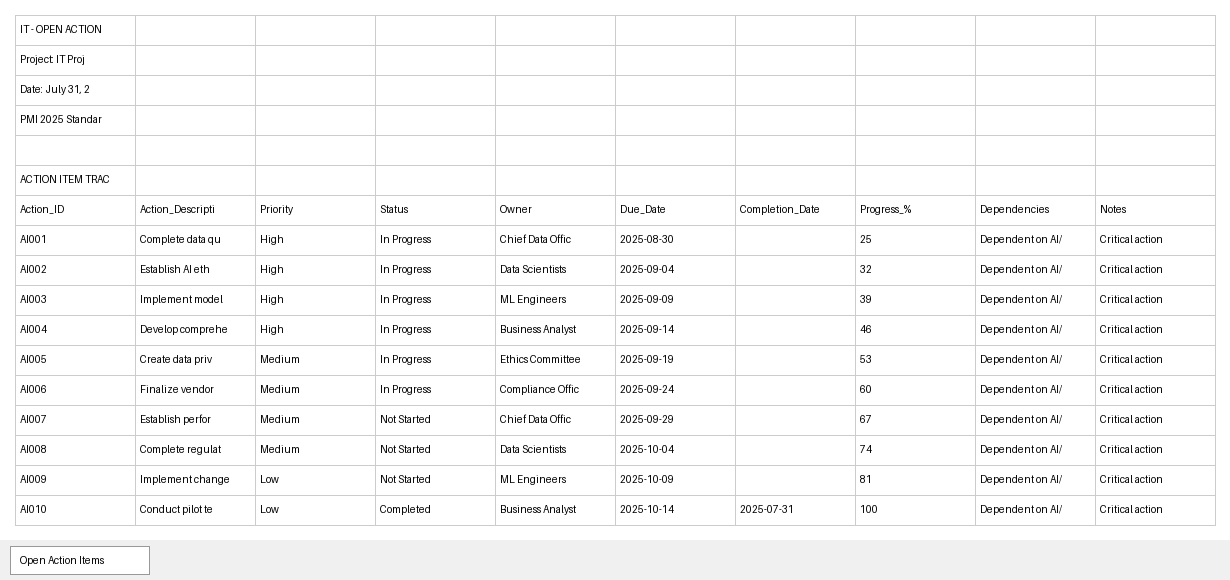 IT - OPEN ACTION
Project: IT Proj
Date: July 31, 2
PMI 2025 Standar
ACTION ITEM TRAC
Action_ID Action_Descripti Priority Status Owner Due_Date Completion_Date Progress_% Dependencies Notes
AI001 Complete data qu High In Progress Chief Data Offic 2025-08-30 25 Dependent on AI/ Critical action
AI002 Establish AI eth High In Progress Data Scientists 2025-09-04 32 Dependent on AI/ Critical action
AI003 Implement model High In Progress ML Engineers 2025-09-09 39 Dependent on AI/ Critical action
AI004 Develop comprehe High In Progress Business Analyst 2025-09-14 46 Dependent on AI/ Critical action
AI005 Create data priv Medium In Progress Ethics Committee 2025-09-19 53 Dependent on AI/ Critical action
AI006 Finalize vendor Medium In Progress Compliance Offic 2025-09-24 60 Dependent on AI/ Critical action
AI007 Establish perfor Medium Not Started Chief Data Offic 2025-09-29 67 Dependent on AI/ Critical action
AI008 Complete regulat Medium Not Started Data Scientists 2025-10-04 74 Dependent on AI/ Critical action
AI009 Implement change Low Not Started ML Engineers 2025-10-09 81 Dependent on AI/ Critical action
AI010 Conduct pilot te Low Completed Business Analyst 2025-10-14 2025-07-31 100 Dependent on AI/ Critical action
Open Action Items